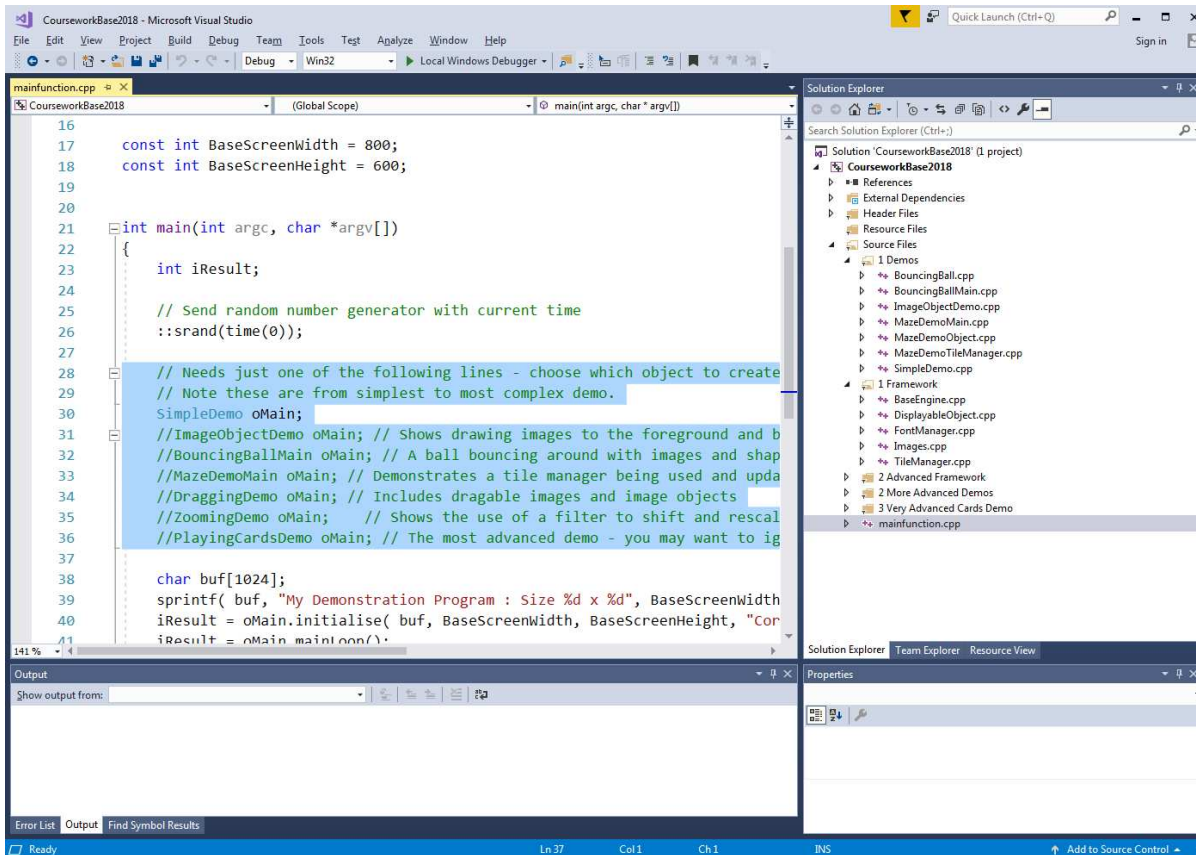 CourseworkBase2018 - Microsoft Visual Studio
Quick Launch (Ctrl+Q)
File Edit View Project Build Debug Team Tools Test Analyze Window Help
Sign in
Debug Win32 Local Windows Debugger
mainfunction.cpp
CourseworkBase2018 (Global Scope) main(int argc, char * argv[])
16
17 const int BaseScreenWidth = 800;
18 const int BaseScreenHeight = 600;
19
20
21 int main(int argc, char *argv[])
22 {
23 int iResult;
24
25 // Send random number generator with current time
26 ::srand(time(0));
27
28 // Needs just one of the following lines - choose which object to create
29 // Note these are from simplest to most complex demo.
30 SimpleDemo oMain;
31 //ImageObjectDemo oMain; // Shows drawing images to the foreground and b
32 //BouncingBallMain oMain; // A ball bouncing around with images and shap
33 //MazeDemoMain oMain; // Demonstrates a tile manager being used and upda
34 //DraggingDemo oMain; // Includes dragable images and image objects
35 //ZoomingDemo oMain; // Shows the use of a filter to shift and rescal
36 //PlayingCardsDemo oMain; // The most advanced demo - you may want to ig
37
38 char buf[1024];
39 sprintf( buf, "My Demonstration Program : Size %d x %d", BaseScreenWidth
40 iResult = oMain.initialise( buf, BaseScreenWidth, BaseScreenHeight, "Cor
41 iResult = oMain.mainLoop();
141 %
Solution Explorer
Search Solution Explorer (Ctrl+;)
Solution 'CourseworkBase2018' (1 project)
CourseworkBase2018
References
External Dependencies
Header Files
Resource Files
Source Files
1 Demos
BouncingBall.cpp
BouncingBallMain.cpp
ImageObjectDemo.cpp
MazeDemoMain.cpp
MazeDemoObject.cpp
MazeDemoTileManager.cpp
SimpleDemo.cpp
1 Framework
BaseEngine.cpp
DisplayableObject.cpp
FontManager.cpp
Images.cpp
TileManager.cpp
2 Advanced Framework
2 More Advanced Demos
3 Very Advanced Cards Demo
mainfunction.cpp
Solution Explorer Team Explorer Resource View
Output
Show output from:
Properties
Error List Output Find Symbol Results
Ready Ln 37 Col 1 Ch 1 INS Add to Source Control